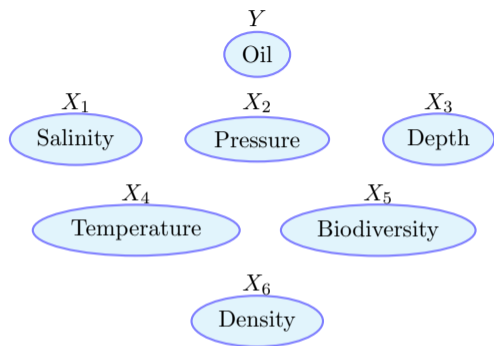 Y
Oil
X₁ X₂ X₃
Salinity Pressure Depth
X₄ X₅
Temperature Biodiversity
X₆
Density